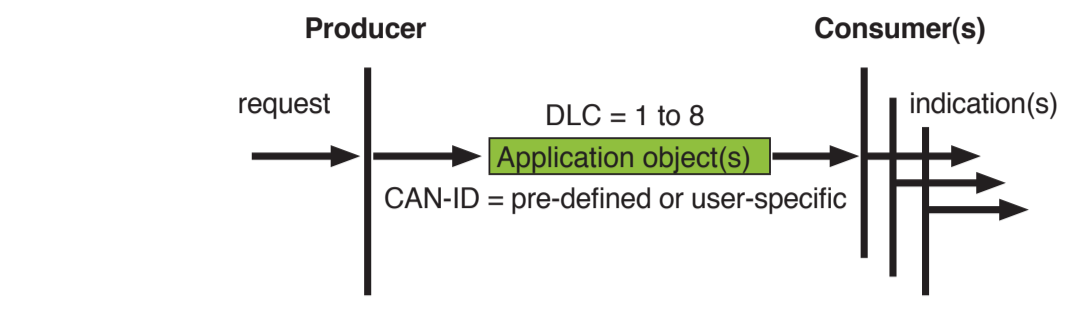 Producer
Consumer(s)
request
indication(s)
DLC = 1 to 8
Application object(s)
CAN-ID = pre-defined or user-specific